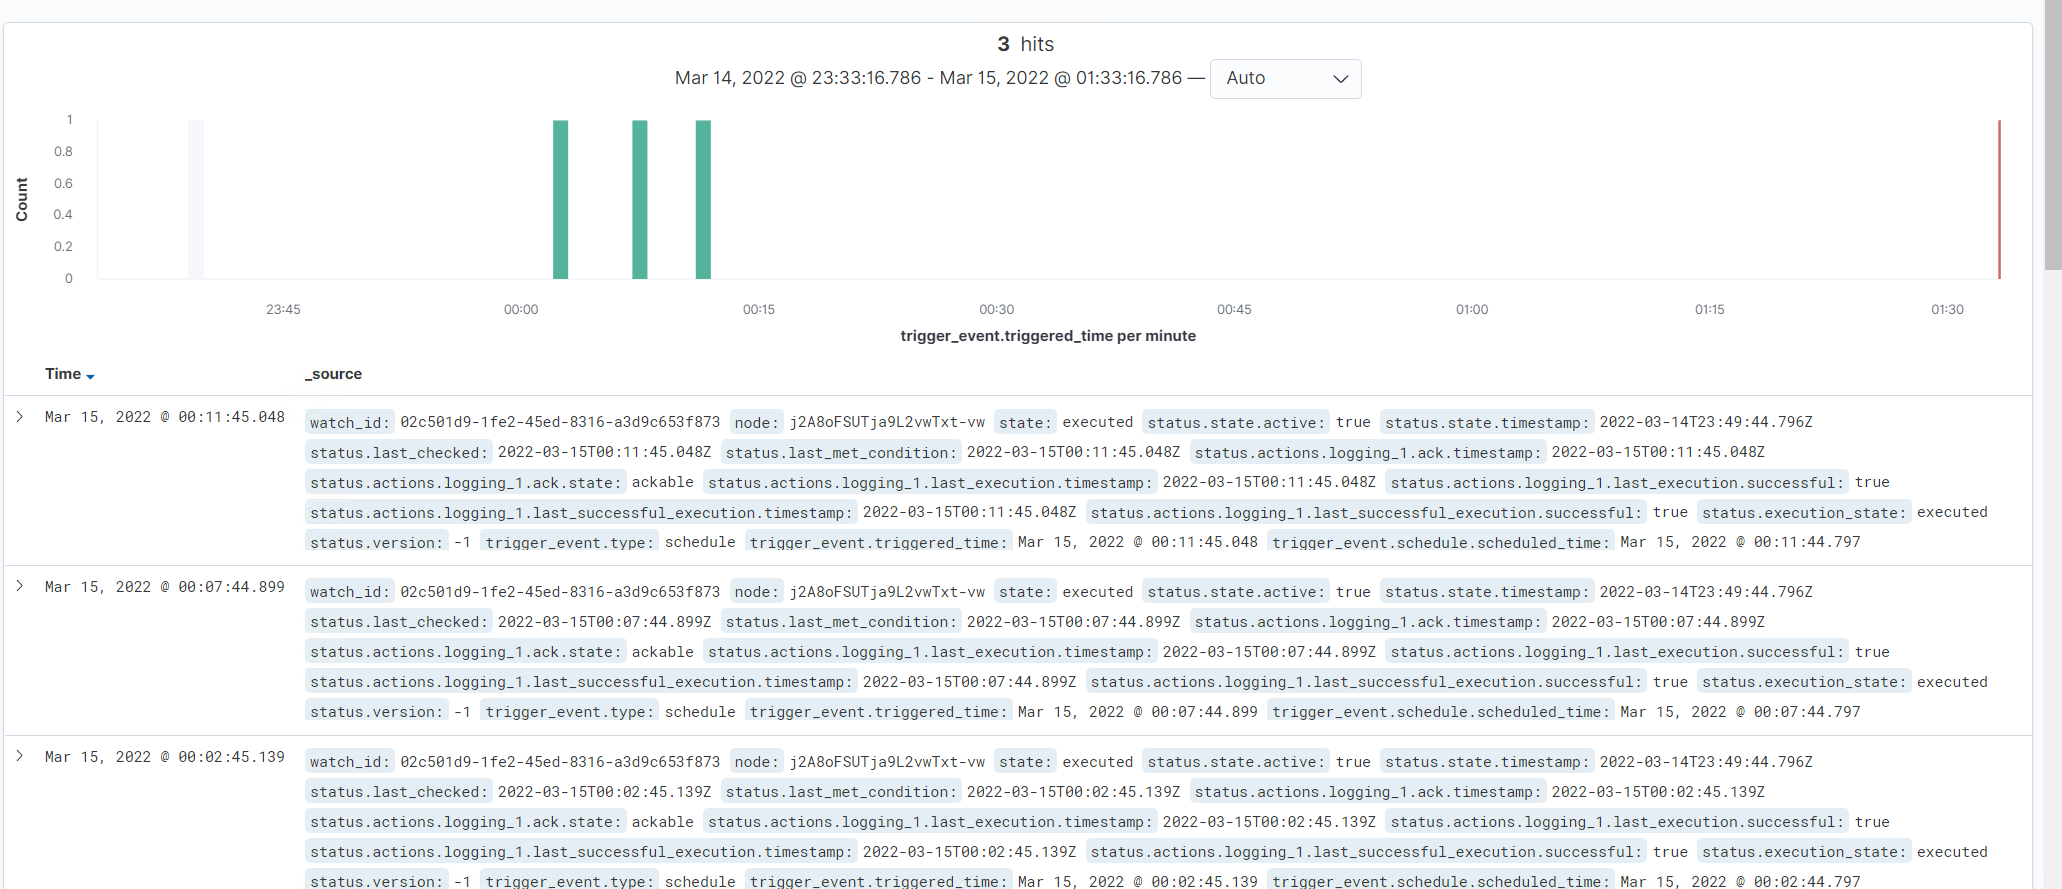 3 hits
Mar 14, 2022 @ 23:33:16.786 - Mar 15, 2022 @ 01:33:16.786 — Auto
Count
1
0.8
0.6
0.4
0.2
0
23:45 00:00 00:15 00:30 00:45 01:00 01:15 01:30
trigger_event.triggered_time per minute
Time _source
Mar 15, 2022 @ 00:11:45.048 watch_id: 02c501d9-1fe2-45ed-8316-a3d9c653f873 node: j2A8oFSUTja9L2vwTxt-vw state: executed status.state.active: true status.state.timestamp: 2022-03-14T23:49:44.796Z
status.last_checked: 2022-03-15T00:11:45.048Z status.last_met_condition: 2022-03-15T00:11:45.048Z status.actions.logging_1.ack.timestamp: 2022-03-15T00:11:45.048Z
status.actions.logging_1.ack.state: ackable status.actions.logging_1.last_execution.timestamp: 2022-03-15T00:11:45.048Z status.actions.logging_1.last_execution.successful: true
status.actions.logging_1.last_successful_execution.timestamp: 2022-03-15T00:11:45.048Z status.actions.logging_1.last_successful_execution.successful: true status.execution_state: executed
status.version: -1 trigger_event.type: schedule trigger_event.triggered_time: Mar 15, 2022 @ 00:11:45.048 trigger_event.schedule.scheduled_time: Mar 15, 2022 @ 00:11:44.797
Mar 15, 2022 @ 00:07:44.899 watch_id: 02c501d9-1fe2-45ed-8316-a3d9c653f873 node: j2A8oFSUTja9L2vwTxt-vw state: executed status.state.active: true status.state.timestamp: 2022-03-14T23:49:44.796Z
status.last_checked: 2022-03-15T00:07:44.899Z status.last_met_condition: 2022-03-15T00:07:44.899Z status.actions.logging_1.ack.timestamp: 2022-03-15T00:07:44.899Z
status.actions.logging_1.ack.state: ackable status.actions.logging_1.last_execution.timestamp: 2022-03-15T00:07:44.899Z status.actions.logging_1.last_execution.successful: true
status.actions.logging_1.last_successful_execution.timestamp: 2022-03-15T00:07:44.899Z status.actions.logging_1.last_successful_execution.successful: true status.execution_state: executed
status.version: -1 trigger_event.type: schedule trigger_event.triggered_time: Mar 15, 2022 @ 00:07:44.899 trigger_event.schedule.scheduled_time: Mar 15, 2022 @ 00:07:44.797
Mar 15, 2022 @ 00:02:45.139 watch_id: 02c501d9-1fe2-45ed-8316-a3d9c653f873 node: j2A8oFSUTja9L2vwTxt-vw state: executed status.state.active: true status.state.timestamp: 2022-03-14T23:49:44.796Z
status.last_checked: 2022-03-15T00:02:45.139Z status.last_met_condition: 2022-03-15T00:02:45.139Z status.actions.logging_1.ack.timestamp: 2022-03-15T00:02:45.139Z
status.actions.logging_1.ack.state: ackable status.actions.logging_1.last_execution.timestamp: 2022-03-15T00:02:45.139Z status.actions.logging_1.last_execution.successful: true
status.actions.logging_1.last_successful_execution.timestamp: 2022-03-15T00:02:45.139Z status.actions.logging_1.last_successful_execution.successful: true status.execution_state: executed
status.version: -1 trigger_event.type: schedule trigger_event.triggered_time: Mar 15, 2022 @ 00:02:45.139 trigger_event.schedule.scheduled_time: Mar 15, 2022 @ 00:02:44.797